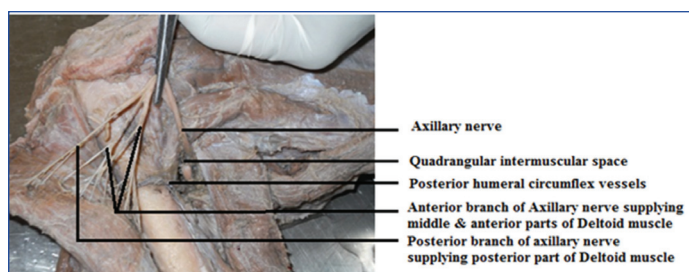 Axillary nerve
Quadrangular intermuscular space
Posterior humeral circumflex vessels
Anterior branch of Axillary nerve supplying
middle & anterior parts of Deltoid muscle
Posterior branch of axillary nerve
supplying posterior part of Deltoid muscle